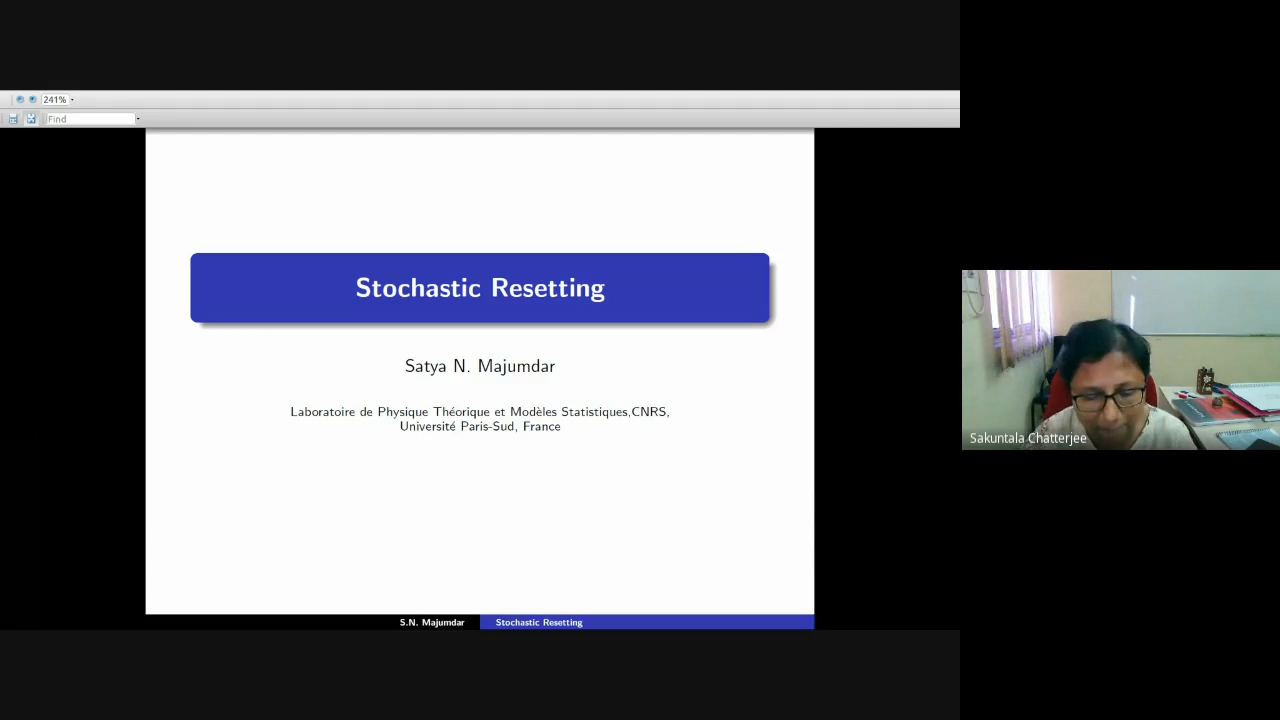 241%
Find
Stochastic Resetting
Satya N. Majumdar
Laboratoire de Physique Théorique et Modèles Statistiques,CNRS,
Université Paris-Sud, France
S.N. Majumdar
Stochastic Resetting
Sakuntala Chatterjee